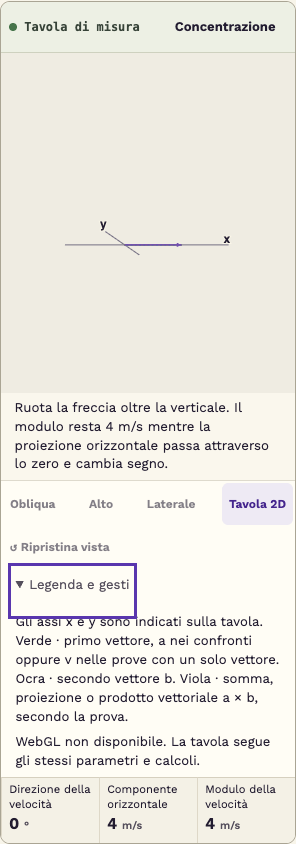 Tavola di misura Concentrazione
y
x
Ruota la freccia oltre la verticale. Il
modulo resta 4 m/s mentre la
proiezione orizzontale passa attraverso
lo zero e cambia segno.
Obliqua Alto Laterale Tavola 2D
↺ Ripristina vista
▼ Legenda e gesti
Gli assi x e y sono indicati sulla tavola.
Verde · primo vettore, a nei confronti
oppure v nelle prove con un solo vettore.
Ocra · secondo vettore b. Viola · somma,
proiezione o prodotto vettoriale a × b,
secondo la prova.
WebGL non disponibile. La tavola segue
gli stessi parametri e calcoli.
Direzione della velocità
0 °
Componente orizzontale
4 m/s
Modulo della velocità
4 m/s